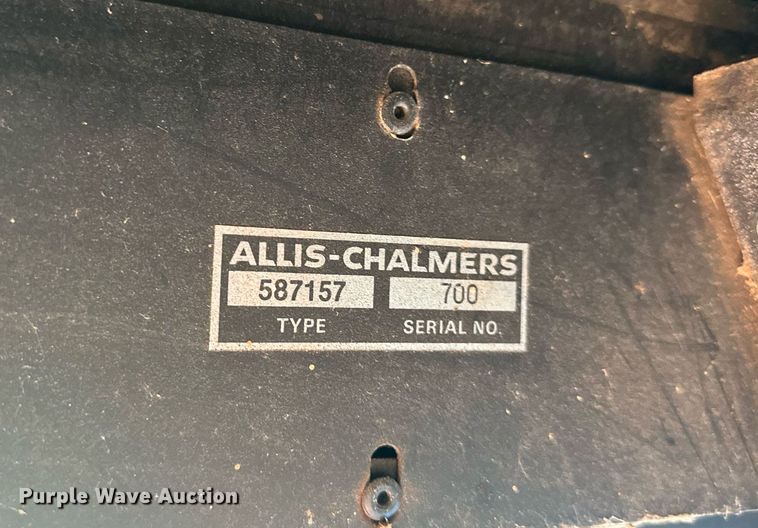 ALLIS-CHALMERS
587157 700
TYPE SERIAL NO.
Purple Wave Auction